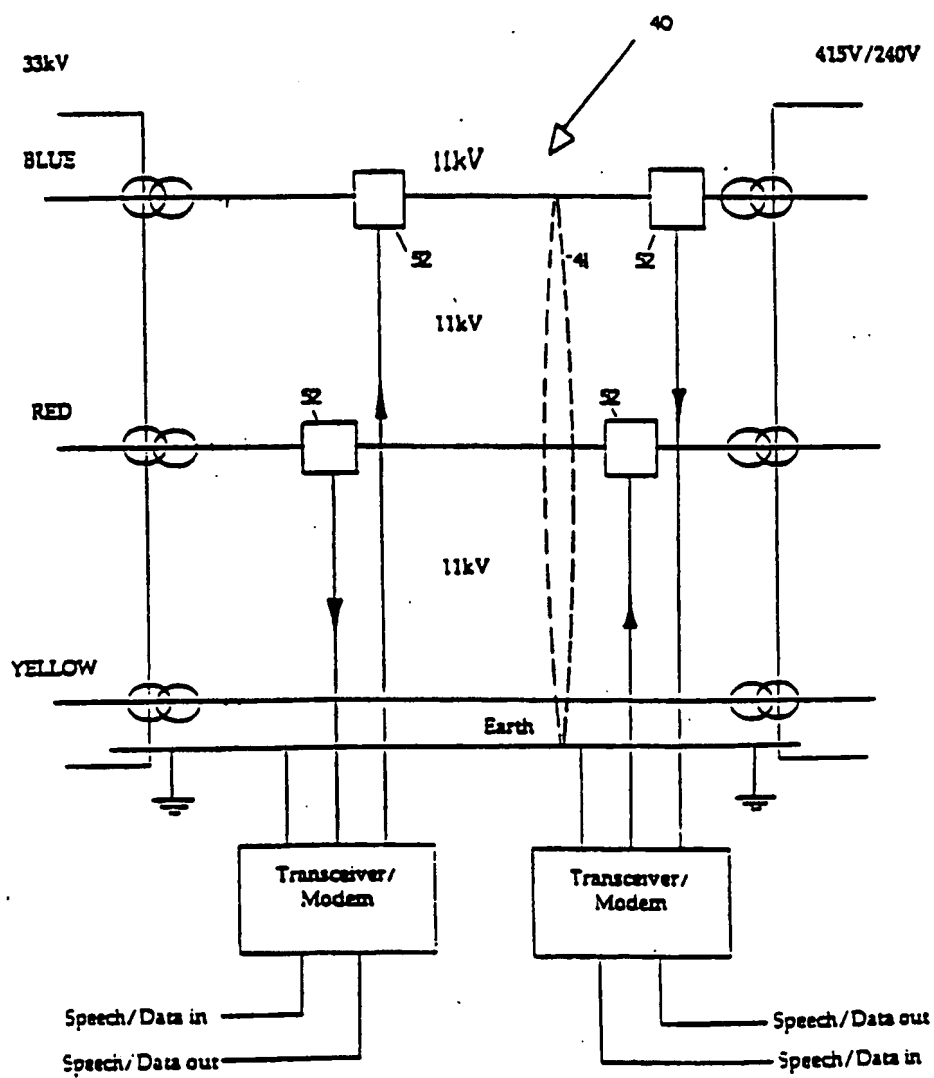 40
33kV
415V/240V
BLUE
11kV
52
41
52
11kV
RED
52
52
11kV
YELLOW
Earth
Transceiver/
Modem
Transceiver/
Modem
Speech/Data in
Speech/Data out
Speech/Data out
Speech/Data in